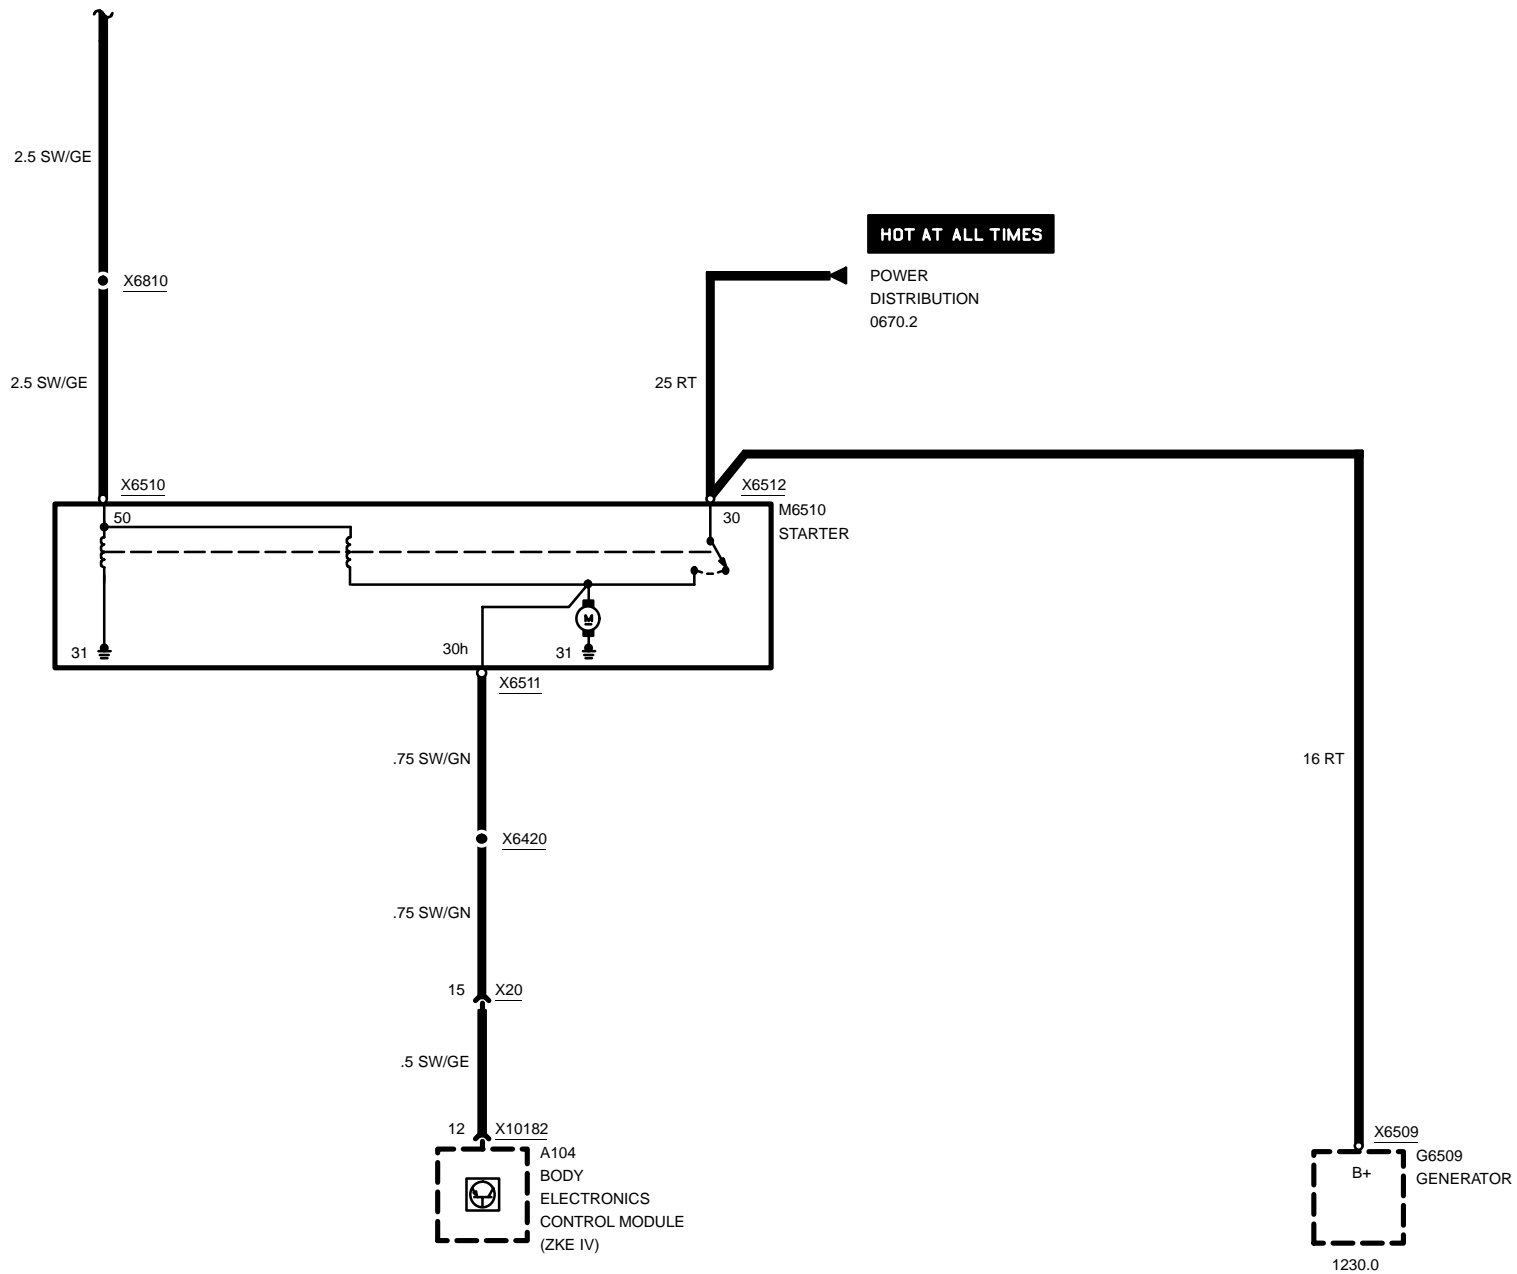 2.5 SW/GE
HOT AT ALL TIMES
X6810
POWER
DISTRIBUTION
0670.2
2.5 SW/GE
25 RT
X6510
X6512
50
30
M6510
STARTER
M
31
30h
31
X6511
.75 SW/GN
16 RT
X6420
.75 SW/GN
15 X20
.5 SW/GE
12 X10182
X6509
A104
BODY
ELECTRONICS
CONTROL MODULE
(ZKE IV)
B+
G6509
GENERATOR
1230.0